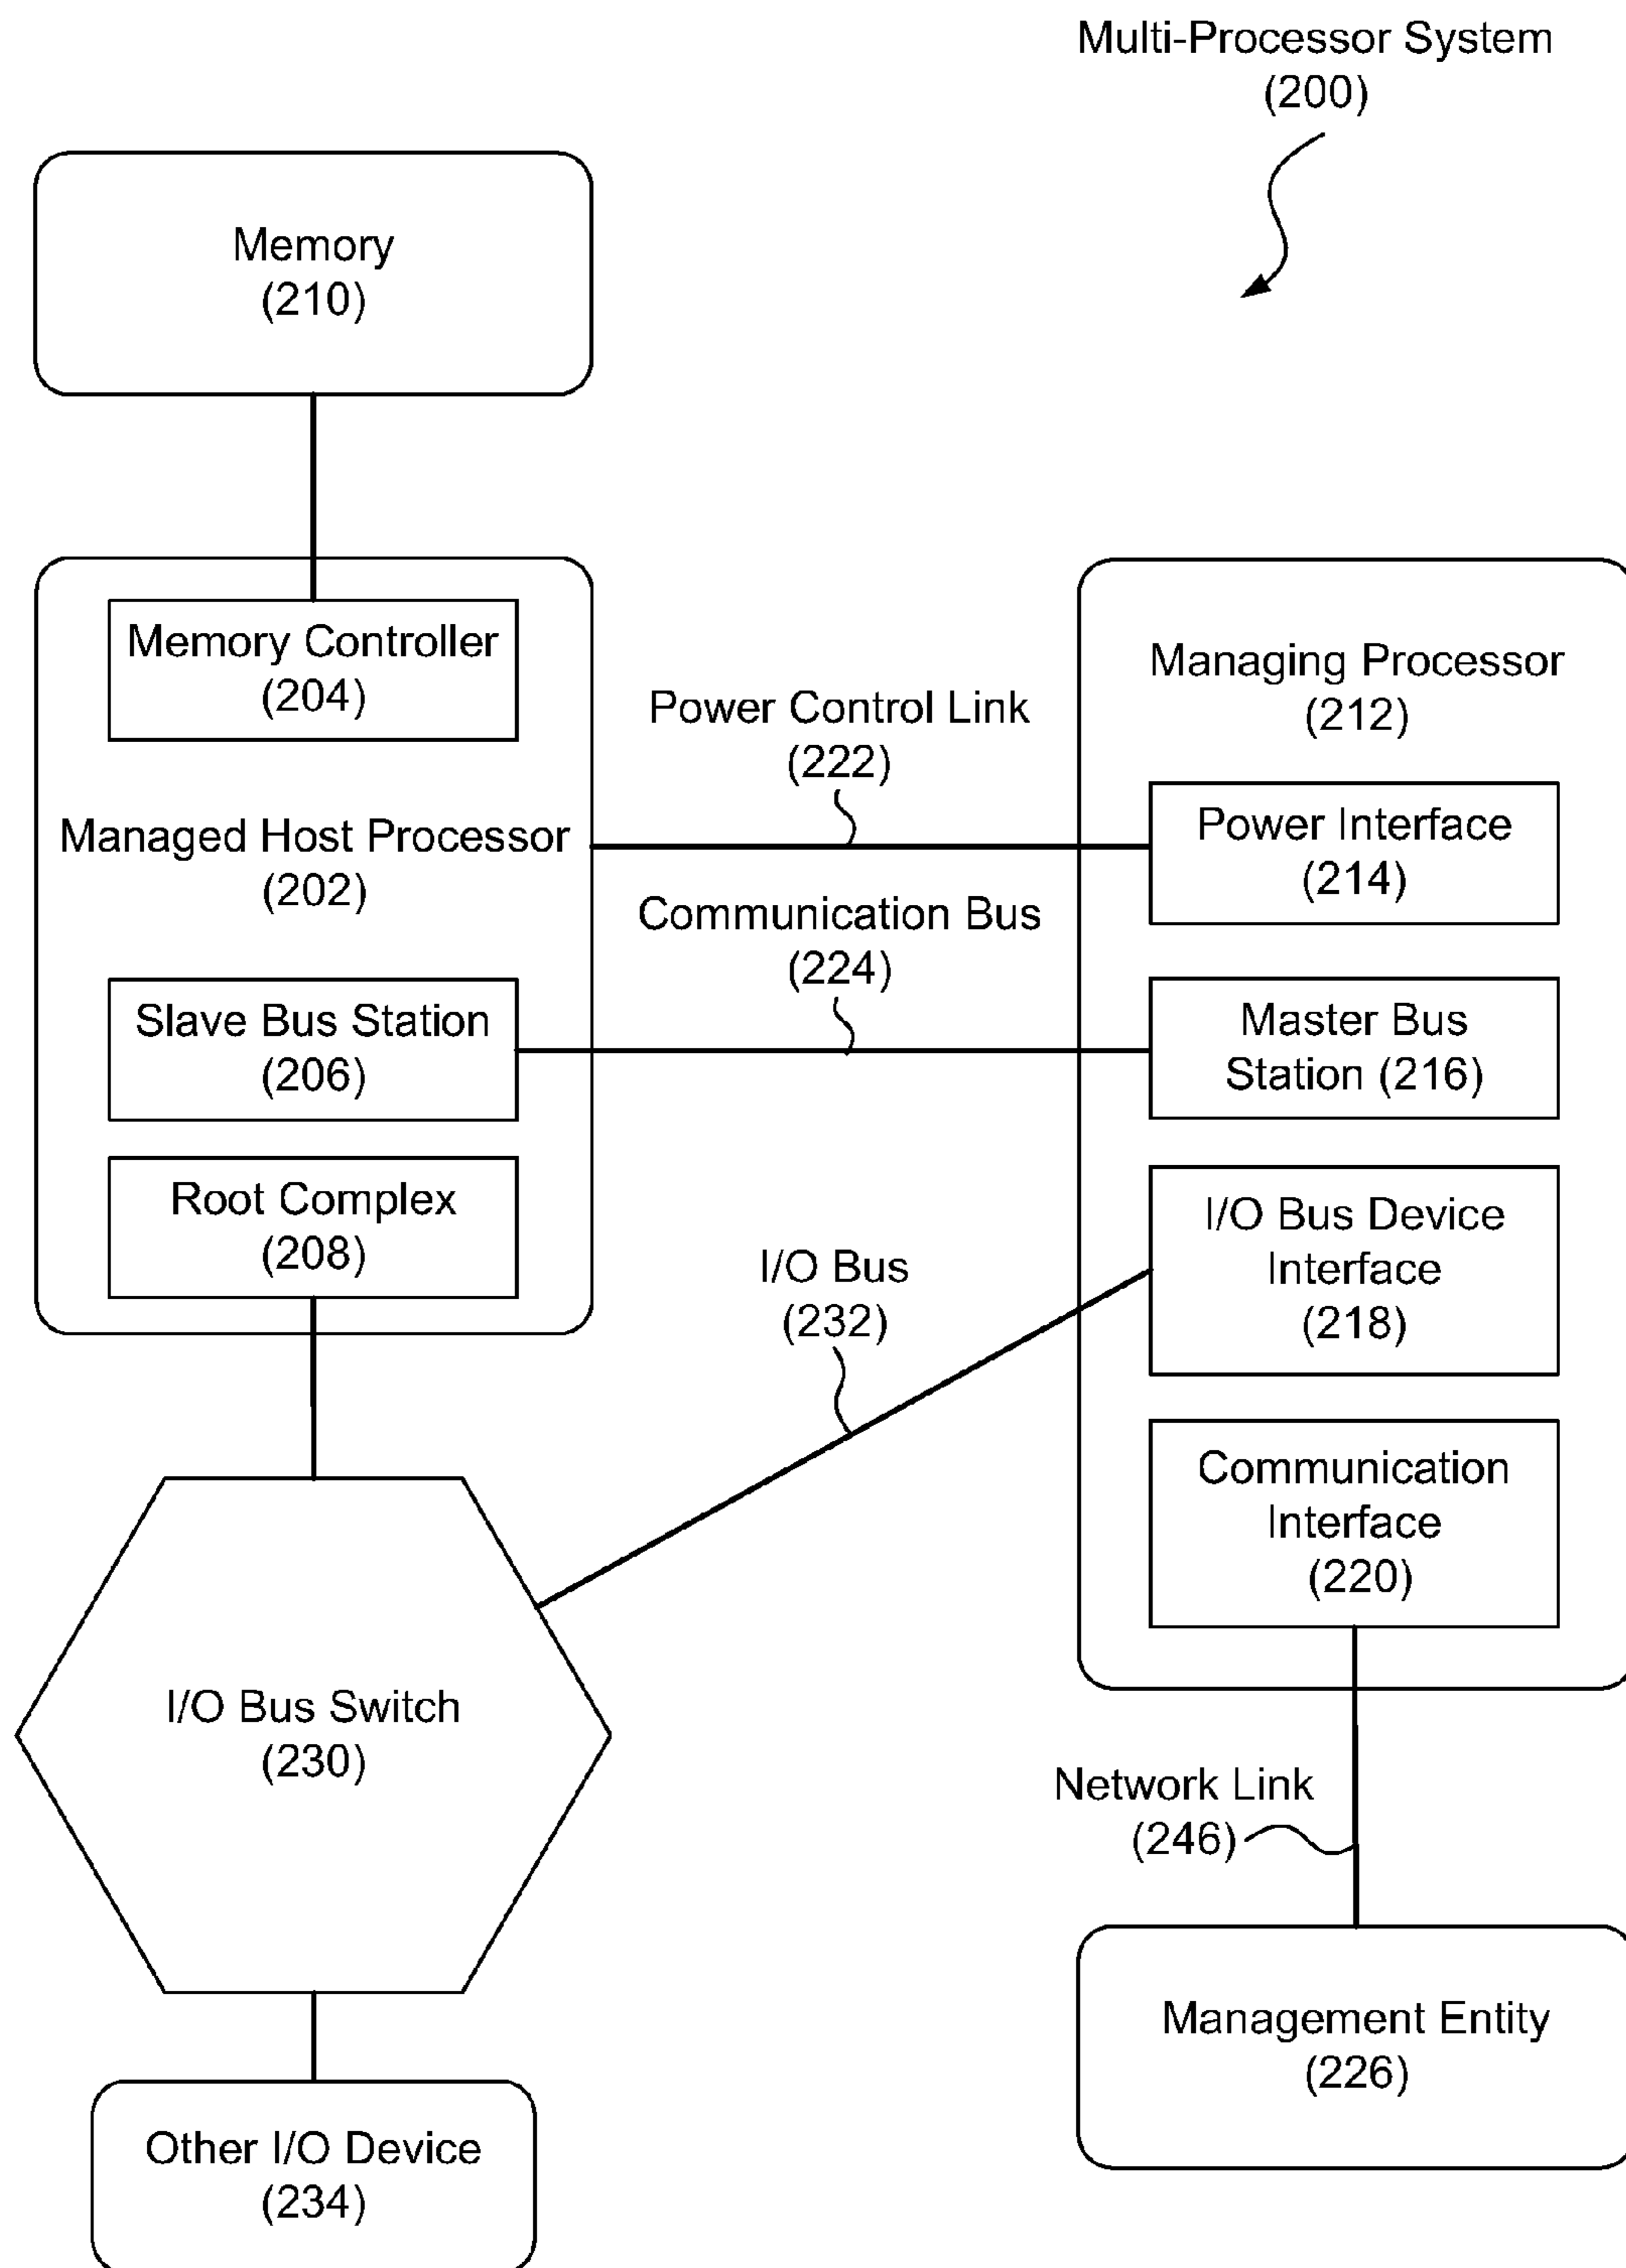 Multi-Processor System
(200)
Memory
(210)
Memory Controller
(204)
Managed Host Processor
(202)
Slave Bus Station
(206)
Root Complex
(208)
Power Control Link
(222)
Communication Bus
(224)
I/O Bus
(232)
Managing Processor
(212)
Power Interface
(214)
Master Bus
Station (216)
I/O Bus Device
Interface
(218)
Communication
Interface
(220)
I/O Bus Switch
(230)
Network Link
(246)
Management Entity
(226)
Other I/O Device
(234)